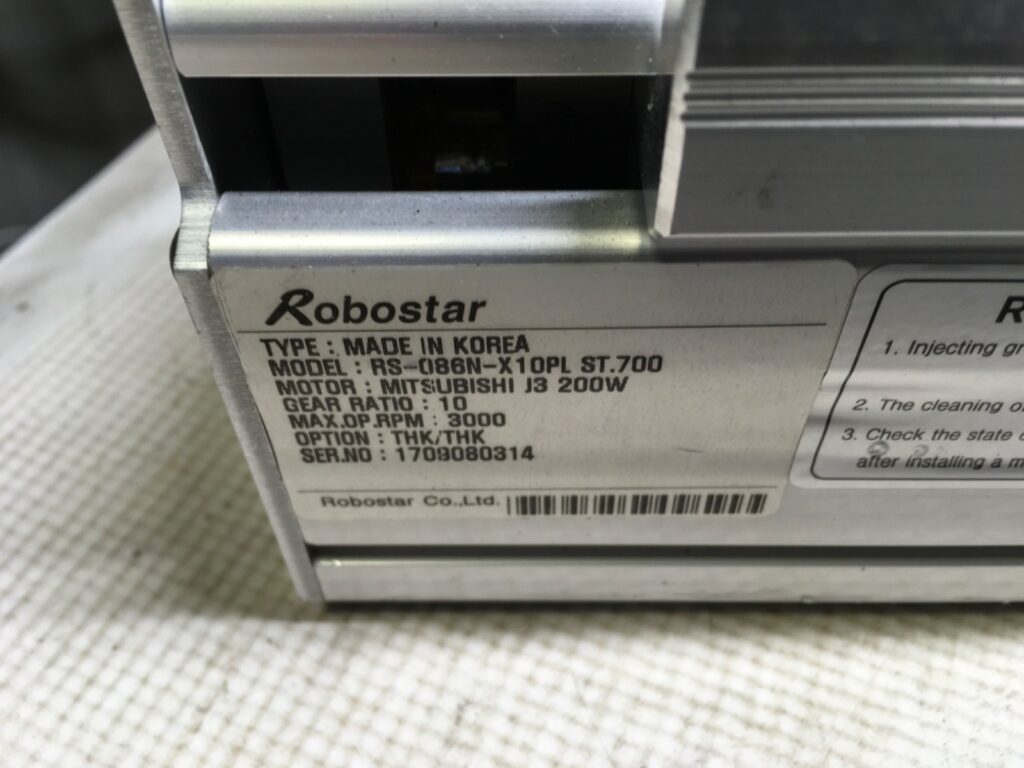 Robostar
TYPE : MADE IN KOREA
MODEL : RS-086N-X10PL ST.700
MOTOR : MITSUBISHI J3 200W
GEAR RATIO : 10
MAX.OP.RPM : 3000
OPTION : THK/THK
SER.NO : 1709080314
Robostar Co.,Ltd.
R
1. Injecting gr
2. The cleaning o
3. Check the state
after installing a m